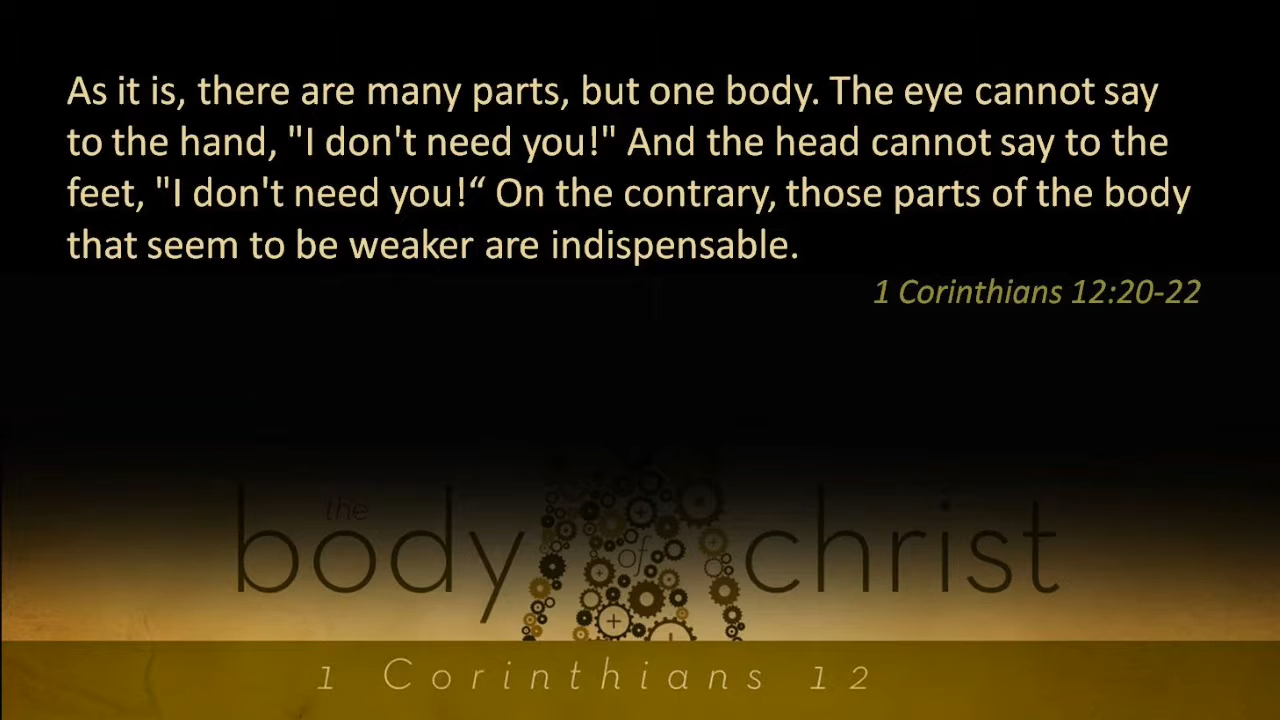 As it is, there are many parts, but one body. The eye cannot say
to the hand, "I don't need you!" And the head cannot say to the
feet, "I don't need you!“ On the contrary, those parts of the body
that seem to be weaker are indispensable.
1 Corinthians 12:20-22
the
body of christ
1 Corinthians 12